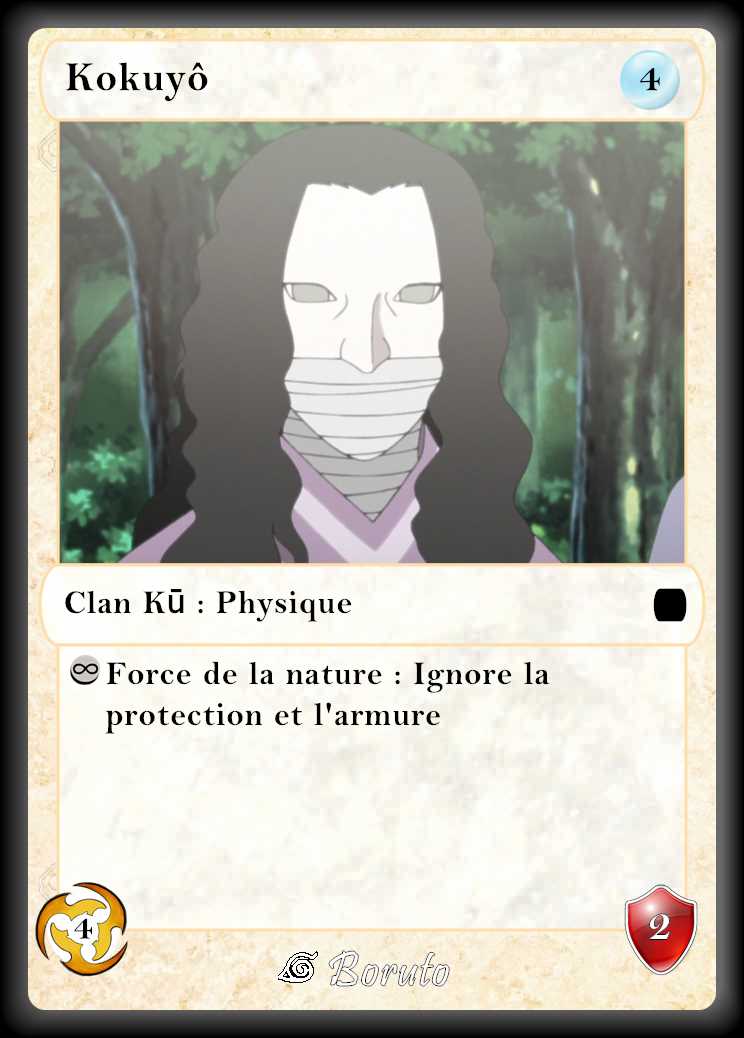 Kokuyô 4
Clan Kū : Physique
Force de la nature : Ignore la
protection et l'armure
4 2
Boruto